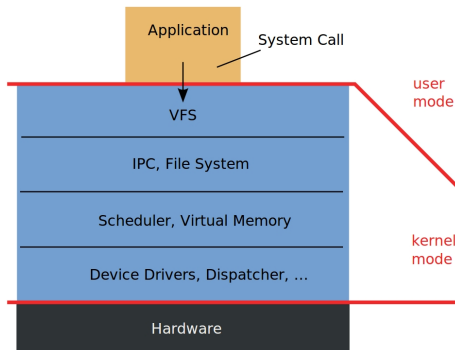 Application
System Call
VFS
user
mode
IPC, File System
Scheduler, Virtual Memory
kernel
mode
Device Drivers, Dispatcher, ...
Hardware